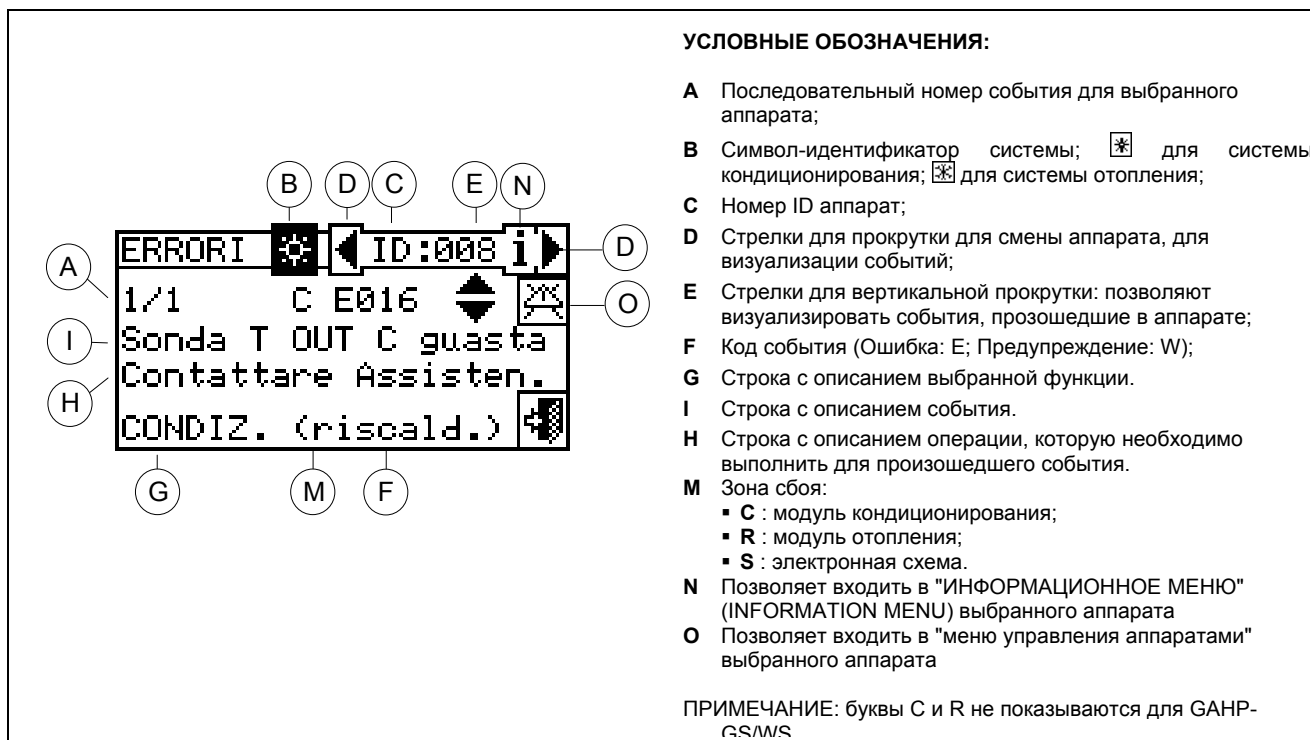 УСЛОВНЫЕ ОБОЗНАЧЕНИЯ:
A Последовательный номер события для выбранного
аппарата;
B Символ-идентификатор системы; для системы
кондиционирования; для системы отопления;
C Номер ID аппарат;
D Стрелки для прокрутки для смены аппарата, для
визуализации событий;
E Стрелки для вертикальной прокрутки: позволяют
визуализировать события, прозошедшие в аппарате;
F Код события (Ошибка: E; Предупреждение: W);
G Строка с описанием выбранной функции.
I Строка с описанием события.
H Строка с описанием операции, которую необходимо
выполнить для произошедшего события.
M Зона сбоя:
▪ C : модуль кондиционирования;
▪ R : модуль отопления;
▪ S : электронная схема.
N Позволяет входить в "ИНФОРМАЦИОННОЕ МЕНЮ"
(INFORMATION MENU) выбранного аппарата
O Позволяет входить в "меню управления аппаратами"
выбранного аппарата
ПРИМЕЧАНИЕ: буквы C и R не показываются для GAHP-
GS/WS
B D C E N
ERRORI ID:008 i
D
A
1/1 C E016
O
I
Sonda T OUT C guasta
H
Contattare Assisten.
CONDIZ. (riscald.)
G M F